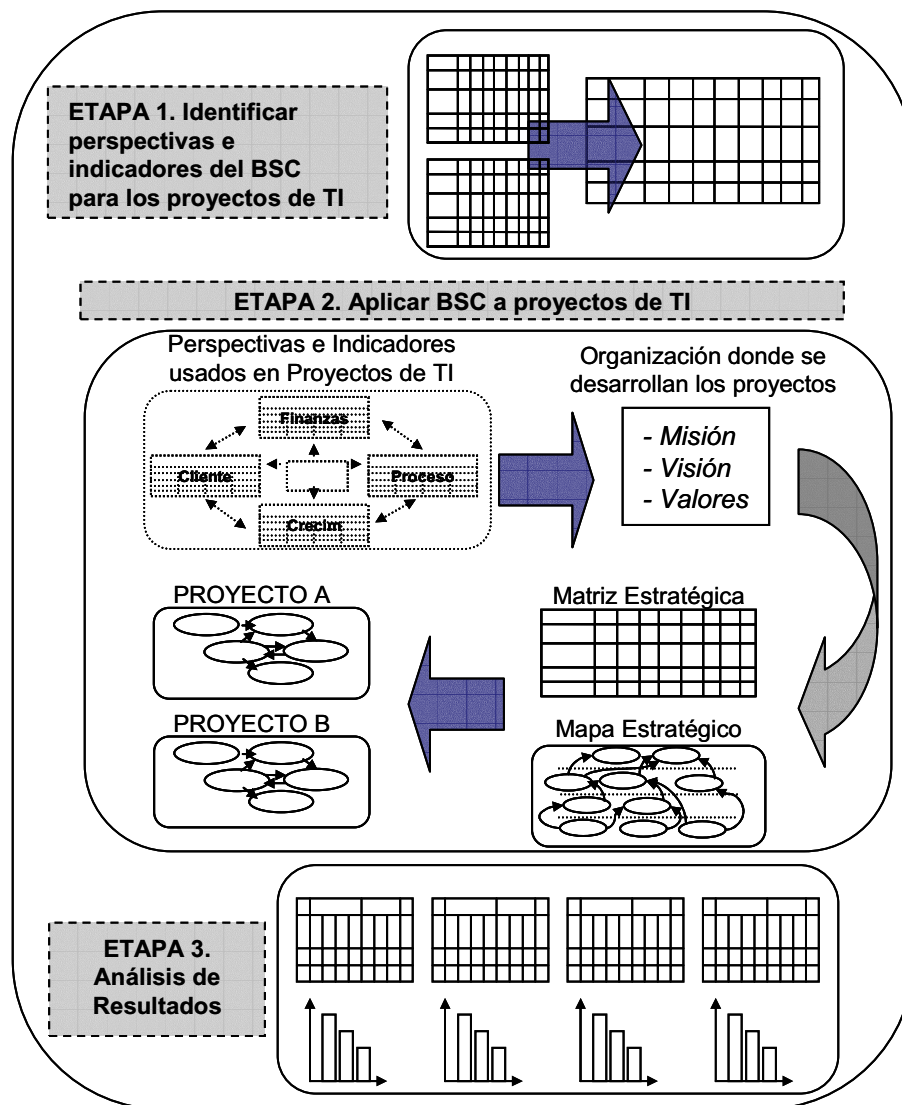 ETAPA 1. Identificar
perspectivas e
indicadores del BSC
para los proyectos de TI
ETAPA 2. Aplicar BSC a proyectos de TI
Perspectivas e Indicadores
usados en Proyectos de TI
Finanzas
Cliente
Proceso
Crecim
Organización donde se
desarrollan los proyectos
- Misión
- Visión
- Valores
PROYECTO A
Matriz Estratégica
PROYECTO B
Mapa Estratégico
ETAPA 3.
Análisis de
Resultados